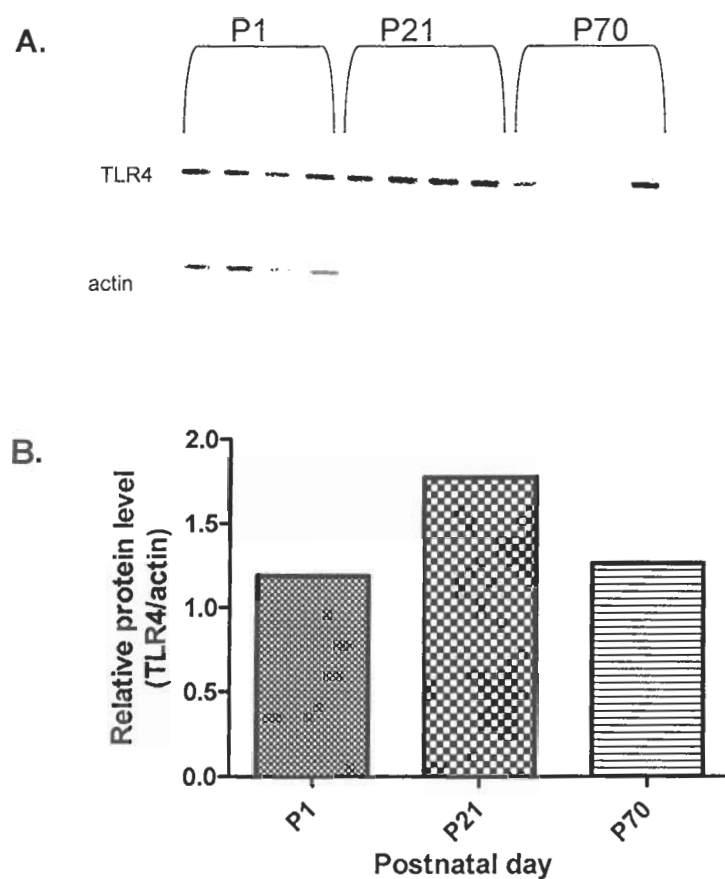 A.
P1 P21 P70
TLR4
actin
B.
Relative protein level
(TLR4/actin)
2.0
1.5
1.0
0.5
0.0
P1 P21 P70
Postnatal day